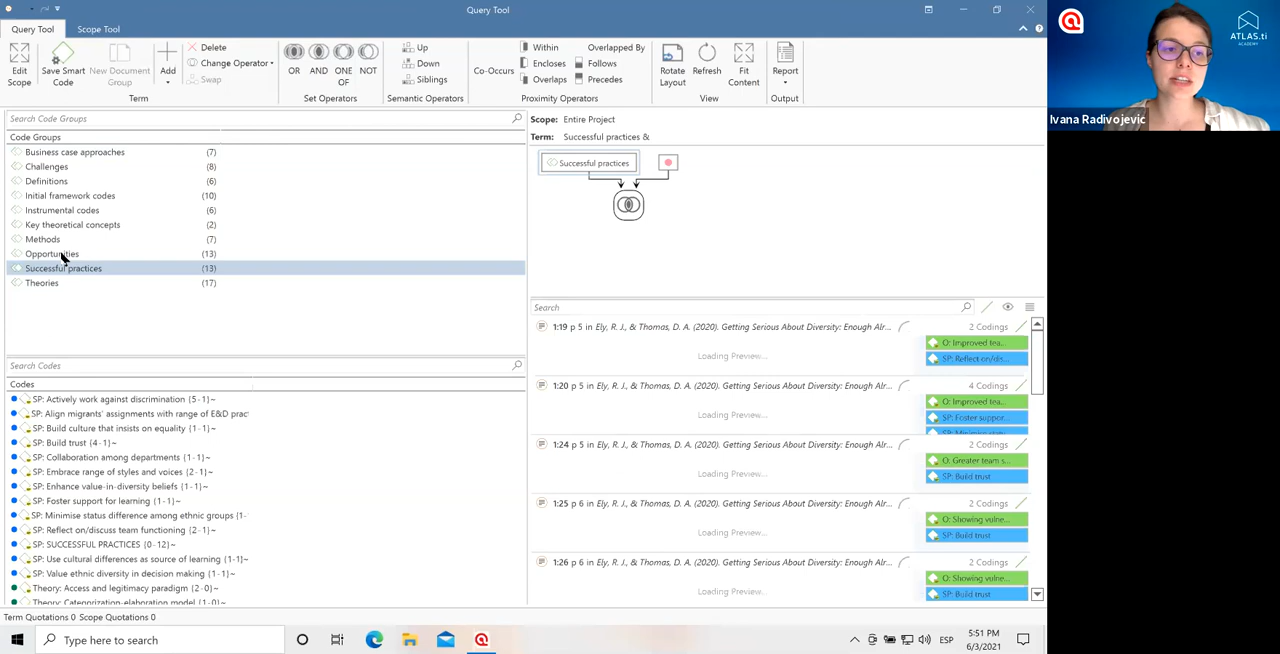 Query Tool
Query Tool
Scope Tool
Edit Scope
Save Smart Code
New Document Group
Add
Delete
Change Operator
Swap
Term
OR
AND
ONE OF
NOT
Set Operators
Up
Down
Siblings
Semantic Operators
Co-Occurs
Within
Encloses
Overlaps
Overlapped By
Follows
Precedes
Proximity Operators
Rotate Layout
Refresh
Fit Content
View
Report
Output
ATLAS.ti
ACADEMY
Ivana Radivojevic
Search Code Groups
Code Groups
Business case approaches (7)
Challenges (8)
Definitions (6)
Initial framework codes (10)
Instrumental codes (6)
Key theoretical concepts (2)
Methods (7)
Opportunities (13)
Successful practices (13)
Theories (17)
Search Codes
Codes
SP: Actively work against discrimination {5-1}~
SP: Align migrants' assignments with range of E&D prac
SP: Build culture that insists on equality {1-1}~
SP: Build trust {4-1}~
SP: Collaboration among departments {1-1}~
SP: Embrace range of styles and voices {2-1}~
SP: Enhance value-in-diversity beliefs {1-1}~
SP: Foster support for learning {1-1}~
SP: Minimise status difference among ethnic groups {1-
SP: Reflect on/discuss team functioning {2-1}~
SP: SUCCESSFUL PRACTICES {0-12}~
SP: Use cultural differences as source of learning {1-1}~
SP: Value ethnic diversity in decision making {1-1}~
Theory: Access and legitimacy paradigm {2-0}~
Theory: Categorization-elaboration model {1-0}~
Scope: Entire Project
Term: Successful practices &
Successful practices
Search
1:19 p 5 in Ely, R. J., & Thomas, D. A. (2020). Getting Serious About Diversity: Enough Alr...
2 Codings
Loading Preview...
O: Improved tea...
SP: Reflect on/dis...
1:20 p 5 in Ely, R. J., & Thomas, D. A. (2020). Getting Serious About Diversity: Enough Alr...
4 Codings
Loading Preview...
O: Improved tea...
SP: Foster suppor...
1:24 p 5 in Ely, R. J., & Thomas, D. A. (2020). Getting Serious About Diversity: Enough Alr...
2 Codings
Loading Preview...
O: Greater team s...
SP: Build trust
1:25 p 6 in Ely, R. J., & Thomas, D. A. (2020). Getting Serious About Diversity: Enough Alr...
2 Codings
Loading Preview...
O: Showing vulne...
SP: Build trust
1:26 p 6 in Ely, R. J., & Thomas, D. A. (2020). Getting Serious About Diversity: Enough Alr...
2 Codings
Loading Preview...
O: Showing vulne...
SP: Build trust
Term Quotations 0 Scope Quotations 0
Type here to search
ESP
5:51 PM
6/3/2021